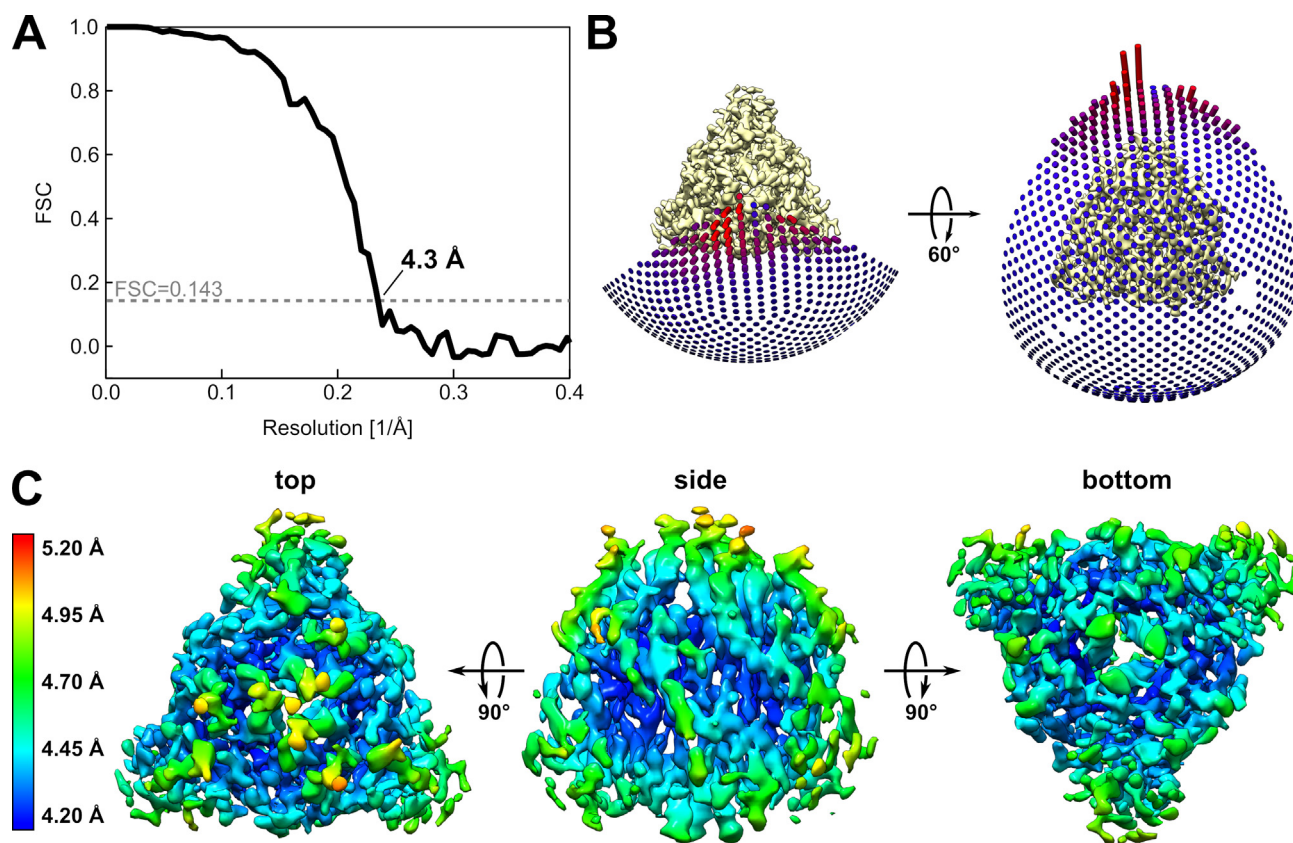 A
1.0
0.8
0.6
0.4
0.2
0.0
FSC
FSC=0.143
4.3 Å
0.0
0.1
0.2
0.3
0.4
Resolution [1/Å]
B
60°
C
top
side
bottom
5.20 Å
4.95 Å
4.70 Å
4.45 Å
4.20 Å
90°
90°